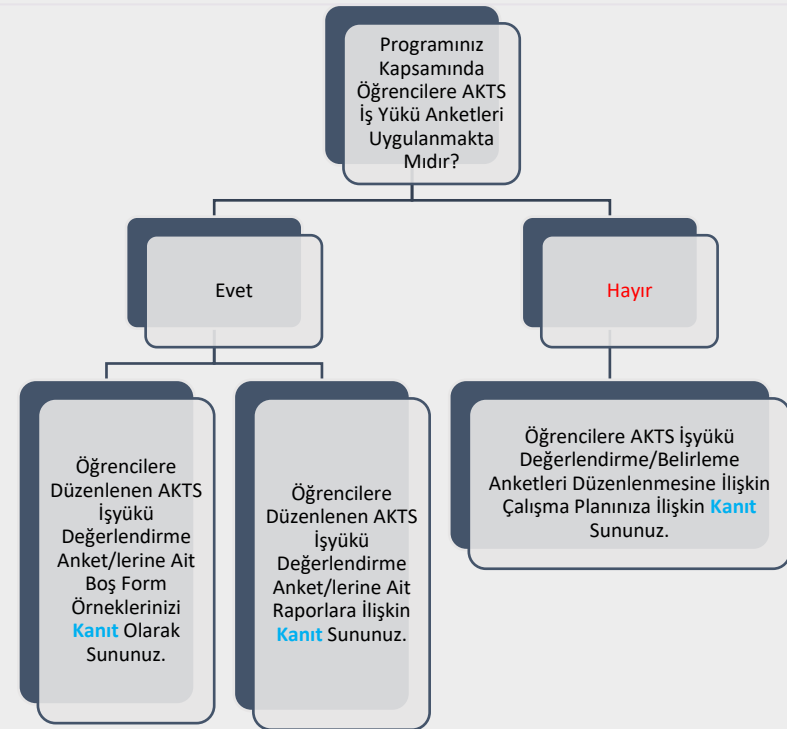 Programınız
Kapsamında
Öğrencilere AKTS
İş Yükü Anketleri
Uygulanmakta
Mıdır?
Evet
Hayır
Öğrencilere
Düzenlenen AKTS
İşyükü
Değerlendirme
Anket/lerine Ait
Boş Form
Örneklerinizi
Kanıt Olarak
Sununuz.
Öğrencilere
Düzenlenen AKTS
İşyükü
Değerlendirme
Anket/lerine Ait
Raporlara İlişkin
Kanıt Sununuz.
Öğrencilere AKTS İşyükü
Değerlendirme/Belirleme
Anketleri Düzenlenmesine İlişkin
Çalışma Planınıza İlişkin Kanıt
Sununuz.